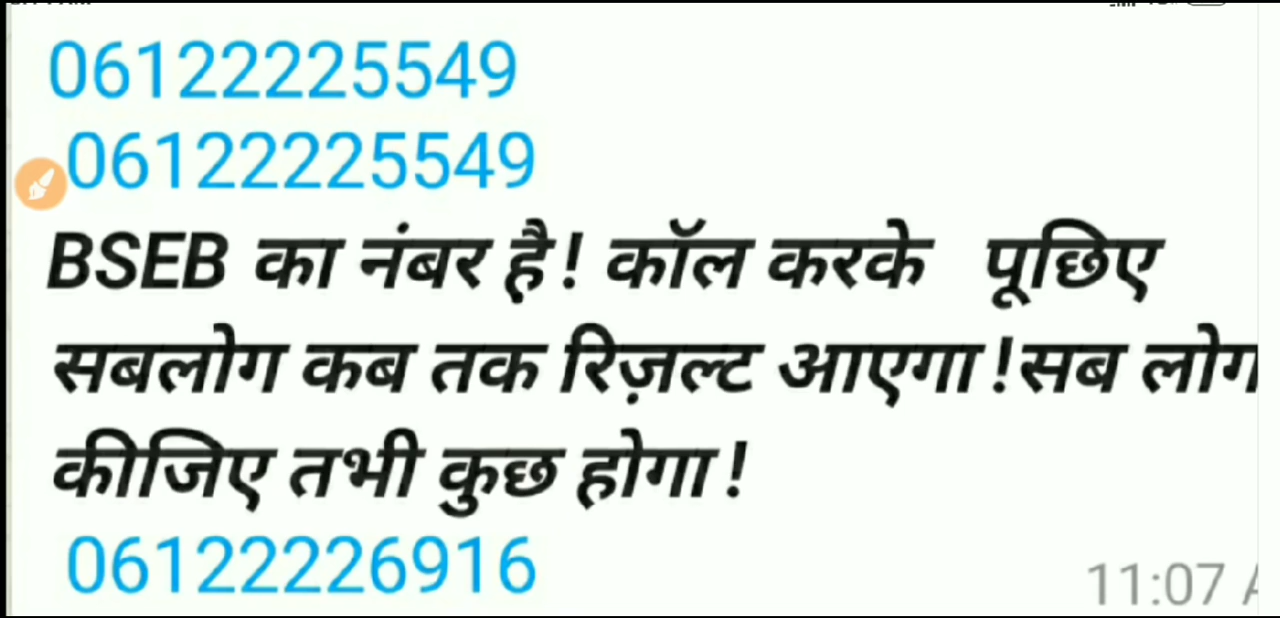 06122225549
06122225549
BSEB का नंबर है! कॉल करके पूछिए
सबलोग कब तक रिज़ल्ट आएगा!सब लोग
कीजिए तभी कुछ होगा!
06122226916
11:07 A